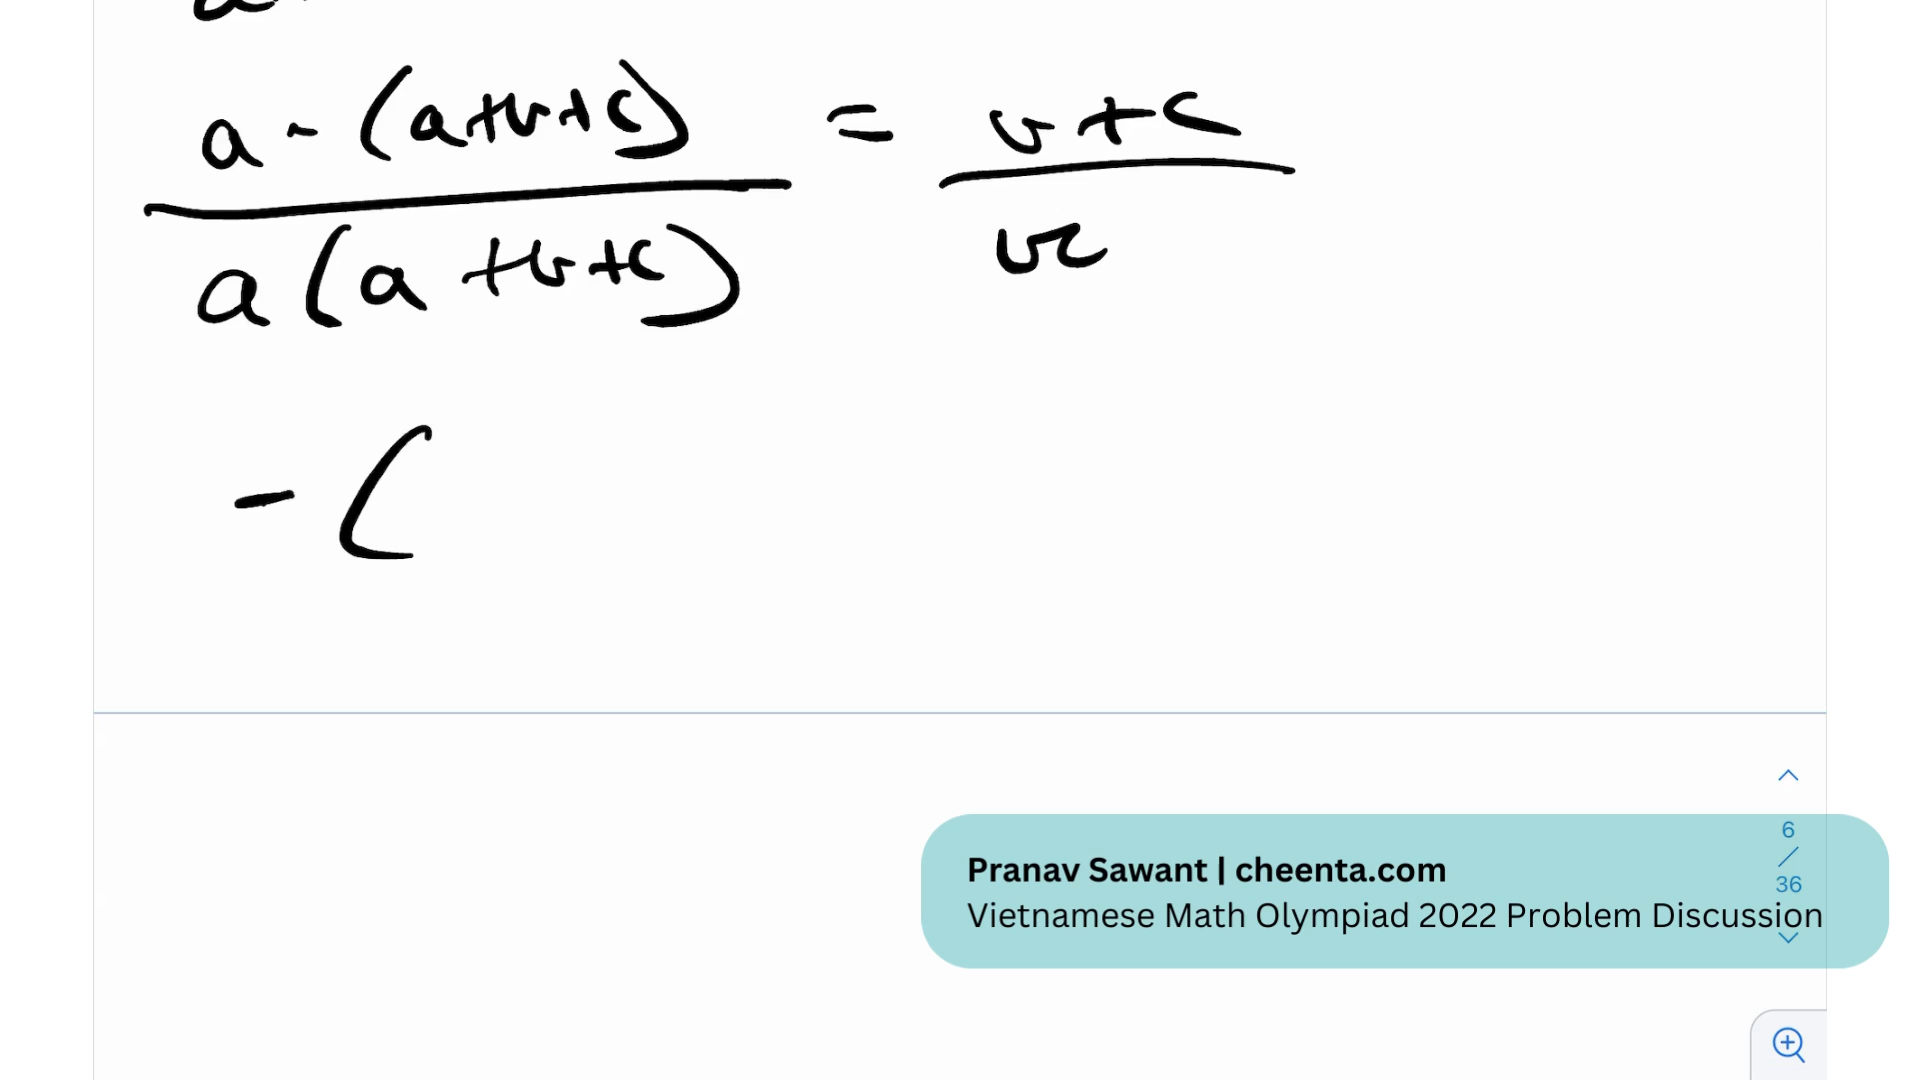 a - (a+b+c) = b+c
a(a+b+c) bc
- (
6
/
36
Pranav Sawant | cheenta.com
Vietnamese Math Olympiad 2022 Problem Discussion